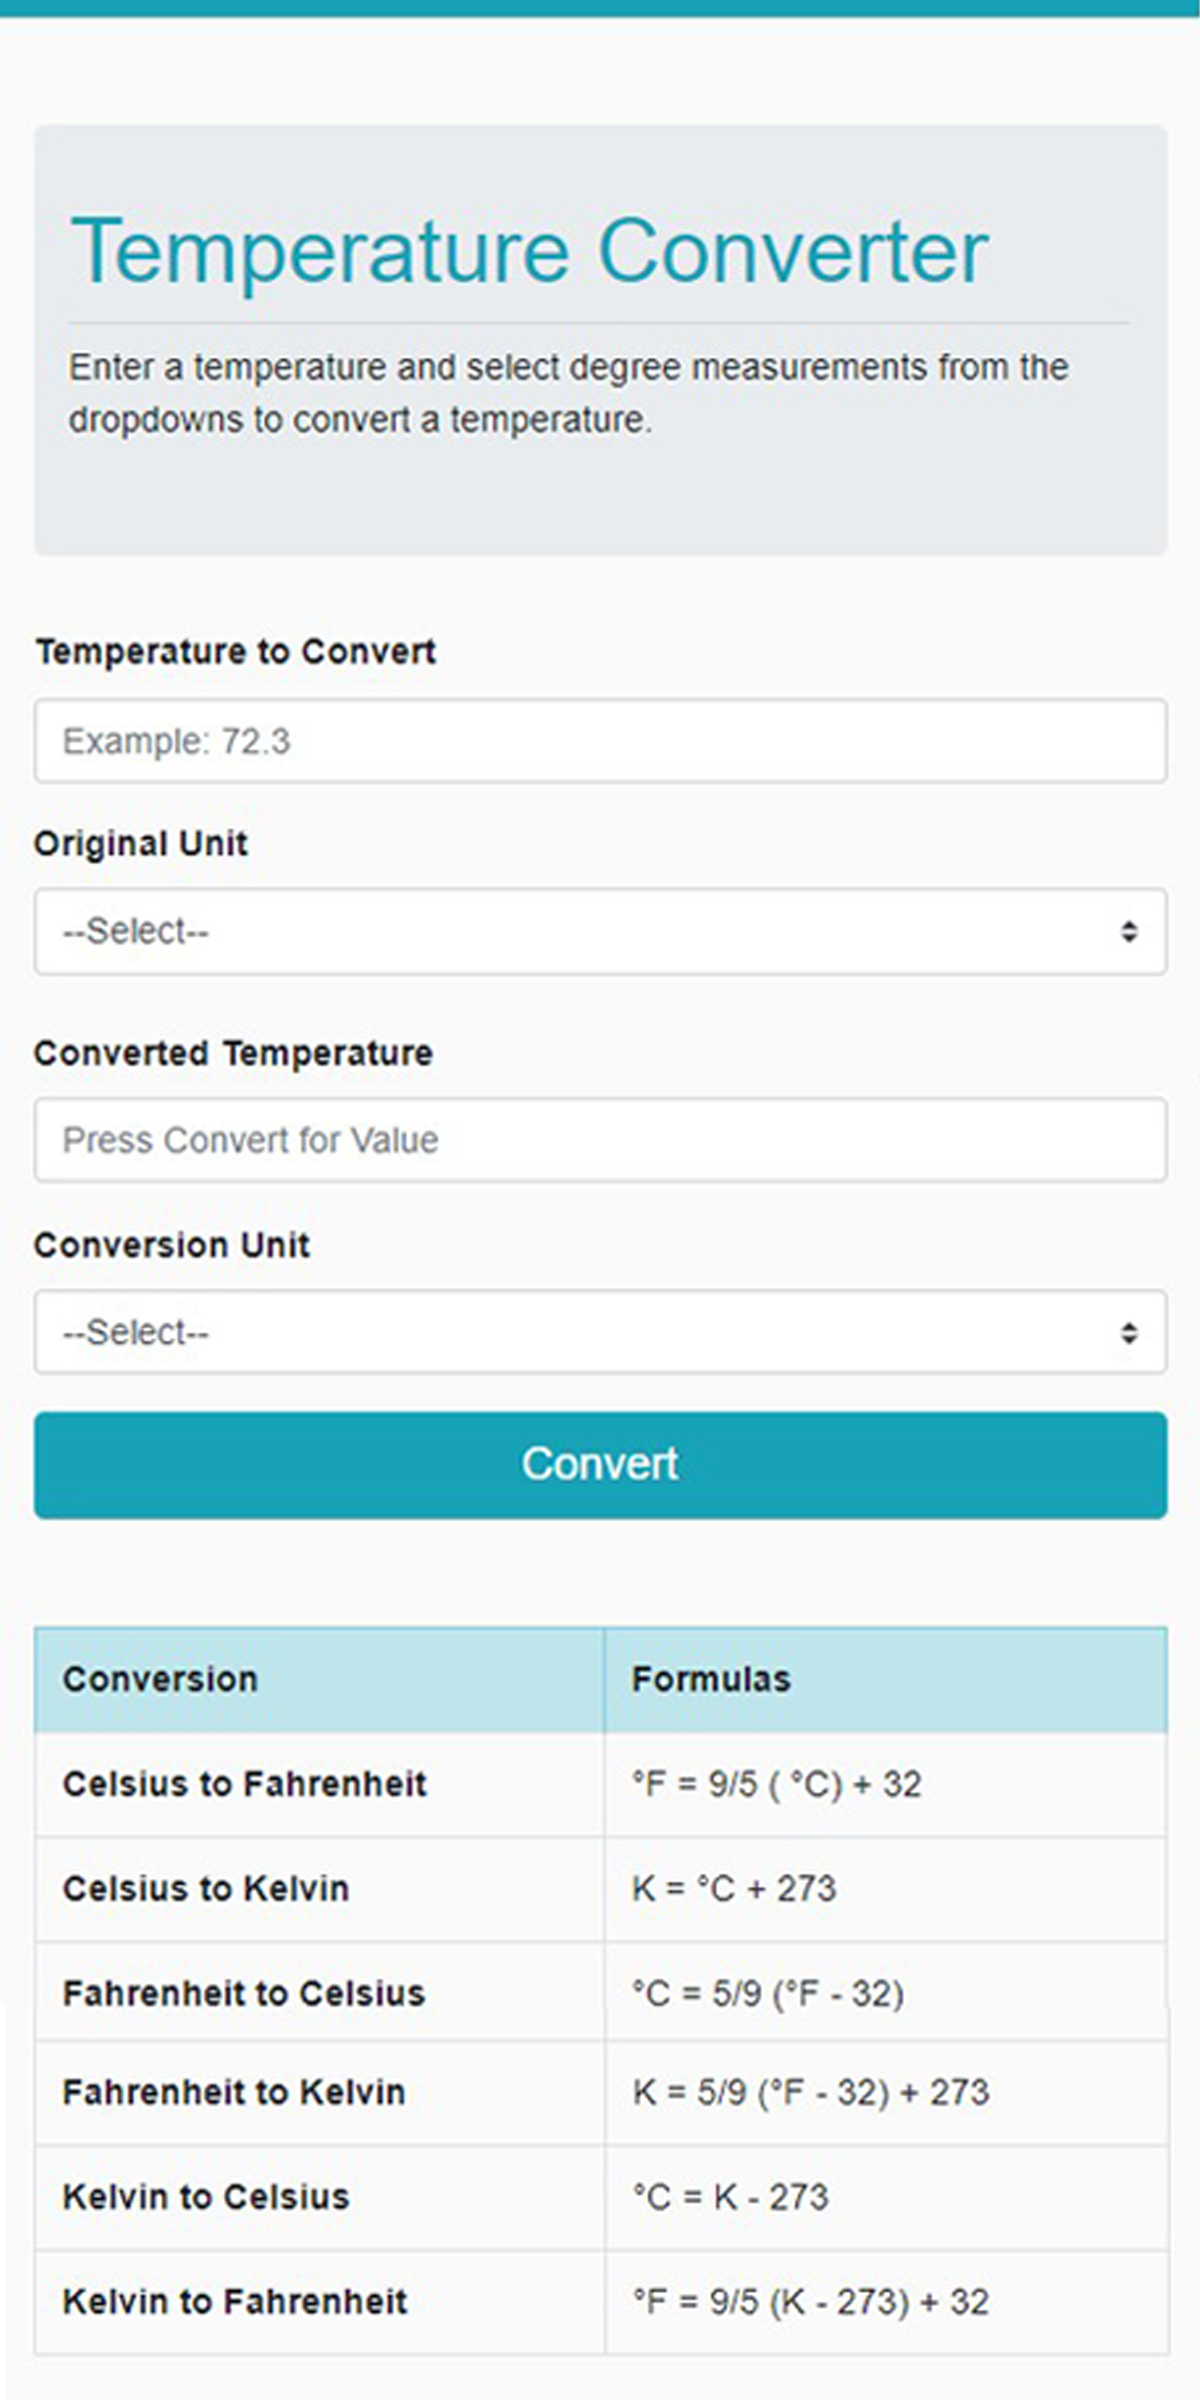 Temperature Converter
Enter a temperature and select degree measurements from the
dropdowns to convert a temperature.
Temperature to Convert
Example: 72.3
Original Unit
--Select--
Converted Temperature
Press Convert for Value
Conversion Unit
--Select--
Convert
Conversion Formulas
Celsius to Fahrenheit °F = 9/5 ( °C) + 32
Celsius to Kelvin K = °C + 273
Fahrenheit to Celsius °C = 5/9 (°F - 32)
Fahrenheit to Kelvin K = 5/9 (°F - 32) + 273
Kelvin to Celsius °C = K - 273
Kelvin to Fahrenheit °F = 9/5 (K - 273) + 32